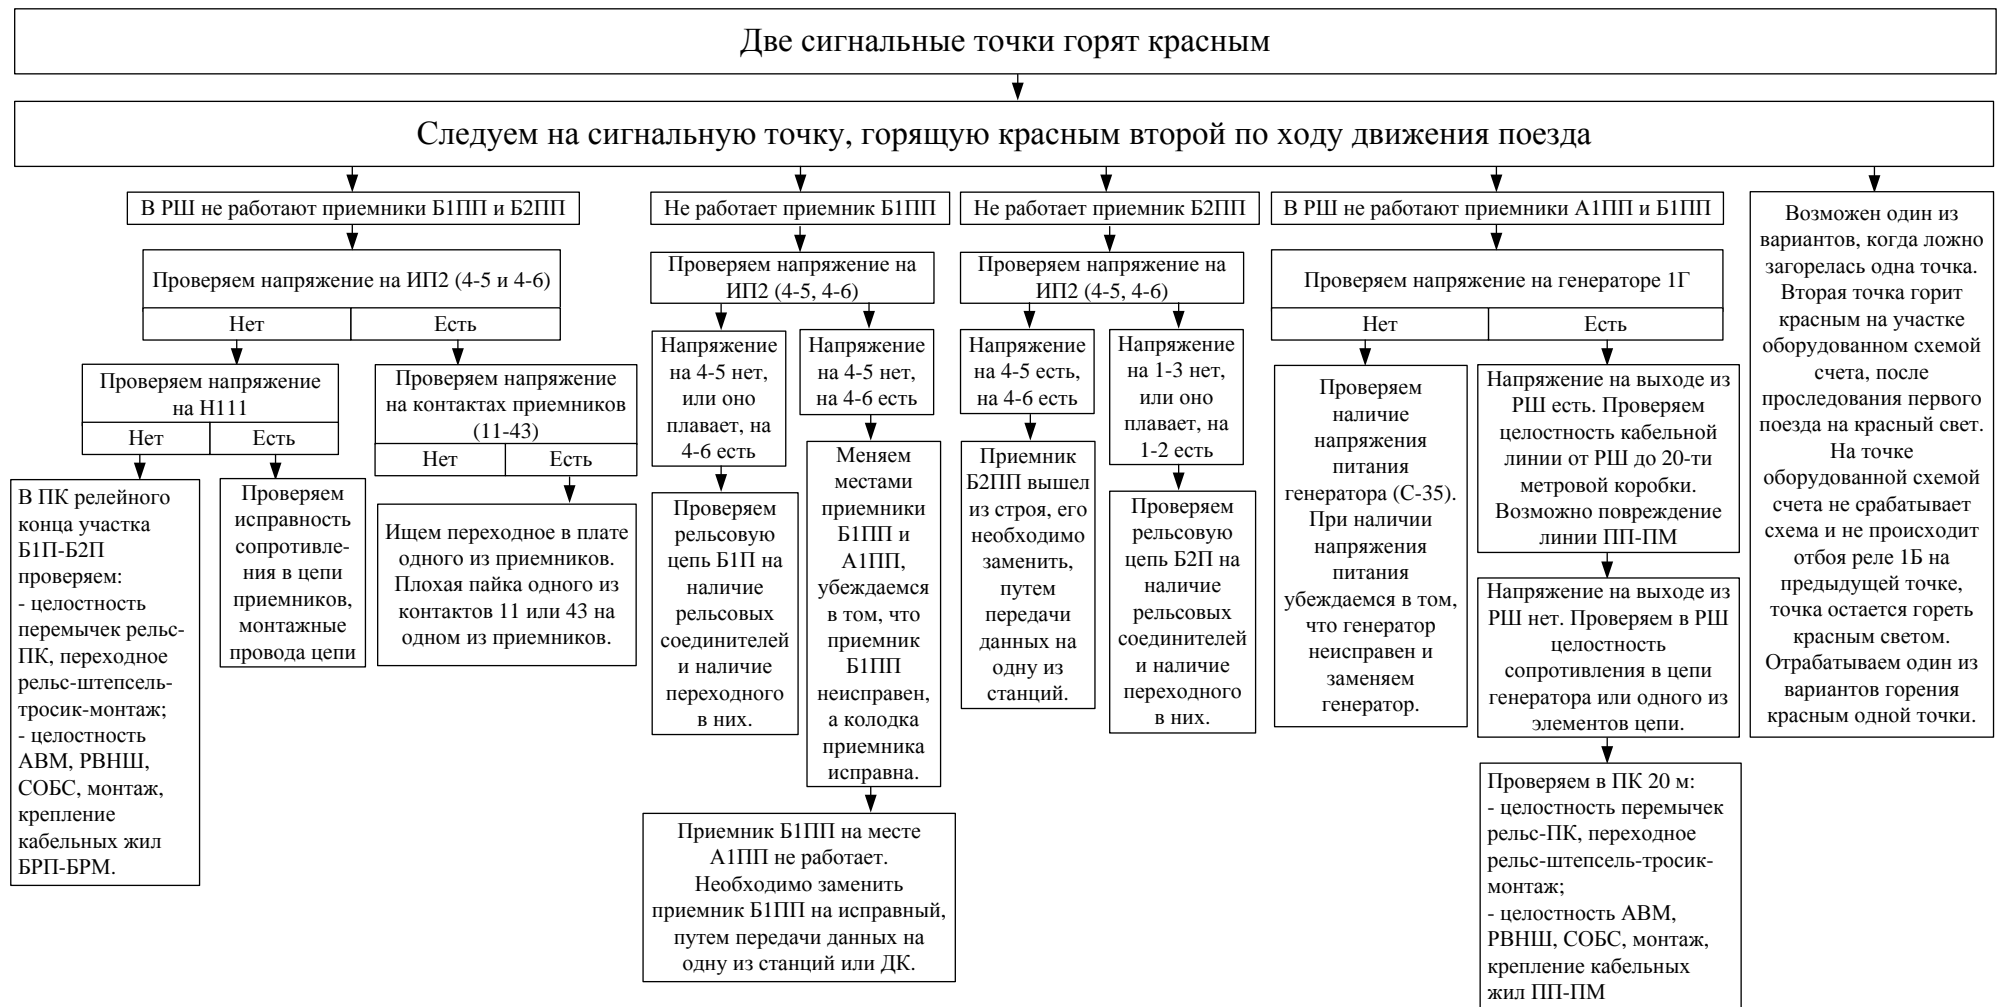 Две сигнальные точки горят красным
Следуем на сигнальную точку, горящую красным второй по ходу движения поезда
В РШ не работают приемники Б1ПП и Б2ПП
Проверяем напряжение на ИП2 (4-5 и 4-6)
Нет
Есть
Проверяем напряжение
на Н111
Нет
Есть
В ПК релейного
конца участка
Б1П-Б2П
проверяем:
- целостность
перемычек рельс-
ПК, переходное
рельс-штепсель-
тросик-монтаж;
- целостность
АВМ, РВНШ,
СОБС, монтаж,
крепление
кабельных жил
БРП-БРМ.
Проверяем
исправность
сопротивле-
ния в цепи
приемников,
монтажные
провода цепи
Проверяем напряжение
на контактах приемников
(11-43)
Нет
Есть
Ищем переходное в плате
одного из приемников.
Плохая пайка одного из
контактов 11 или 43 на
одном из приемников.
Не работает приемник Б1ПП
Проверяем напряжение на
ИП2 (4-5, 4-6)
Напряжение
на 4-5 нет,
или оно
плавает, на
4-6 есть
Проверяем
рельсовую
цепь Б1П на
наличие
рельсовых
соединителей
и наличие
переходного
в них.
Напряжение
на 4-5 нет,
на 4-6 есть
Меняем
местами
приемники
Б1ПП и
А1ПП,
убеждаемся
в том, что
приемник
Б1ПП
неисправен,
а колодка
приемника
исправна.
Приемник Б1ПП на месте
А1ПП не работает.
Необходимо заменить
приемник Б1ПП на исправный,
путем передачи данных на
одну из станций или ДК.
Не работает приемник Б2ПП
Проверяем напряжение на
ИП2 (4-5, 4-6)
Напряжение
на 4-5 есть,
на 4-6 есть
Приемник
Б2ПП вышел
из строя, его
необходимо
заменить,
путем
передачи
данных на
одну из
станций.
Напряжение
на 1-3 нет,
или оно
плавает, на
1-2 есть
Проверяем
рельсовую
цепь Б2П на
наличие
рельсовых
соединителей
и наличие
переходного
в них.
В РШ не работают приемники А1ПП и Б1ПП
Проверяем напряжение на генераторе 1Г
Нет
Есть
Проверяем
наличие
напряжения
питания
генератора (С-35).
При наличии
напряжения
питания
убеждаемся в том,
что генератор
неисправен и
заменяем
генератор.
Напряжение на выходе из
РШ есть. Проверяем
целостность кабельной
линии от РШ до 20-ти
метровой коробки.
Возможно повреждение
линии ПП-ПМ
Напряжение на выходе из
РШ нет. Проверяем в РШ
целостность
сопротивления в цепи
генератора или одного из
элементов цепи.
Проверяем в ПК 20 м:
- целостность перемычек
рельс-ПК, переходное
рельс-штепсель-тросик-
монтаж;
- целостность АВМ,
РВНШ, СОБС, монтаж,
крепление кабельных
жил ПП-ПМ
Возможен один из
вариантов, когда ложно
загорелась одна точка.
Вторая точка горит
красным на участке
оборудованном схемой
счета, после
проследования первого
поезда на красный свет.
На точке
оборудованной схемой
счета не срабатывает
схема и не происходит
отбоя реле 1Б на
предыдущей точке,
точка остается гореть
красным светом.
Отрабатываем один из
вариантов горения
красным одной точки.